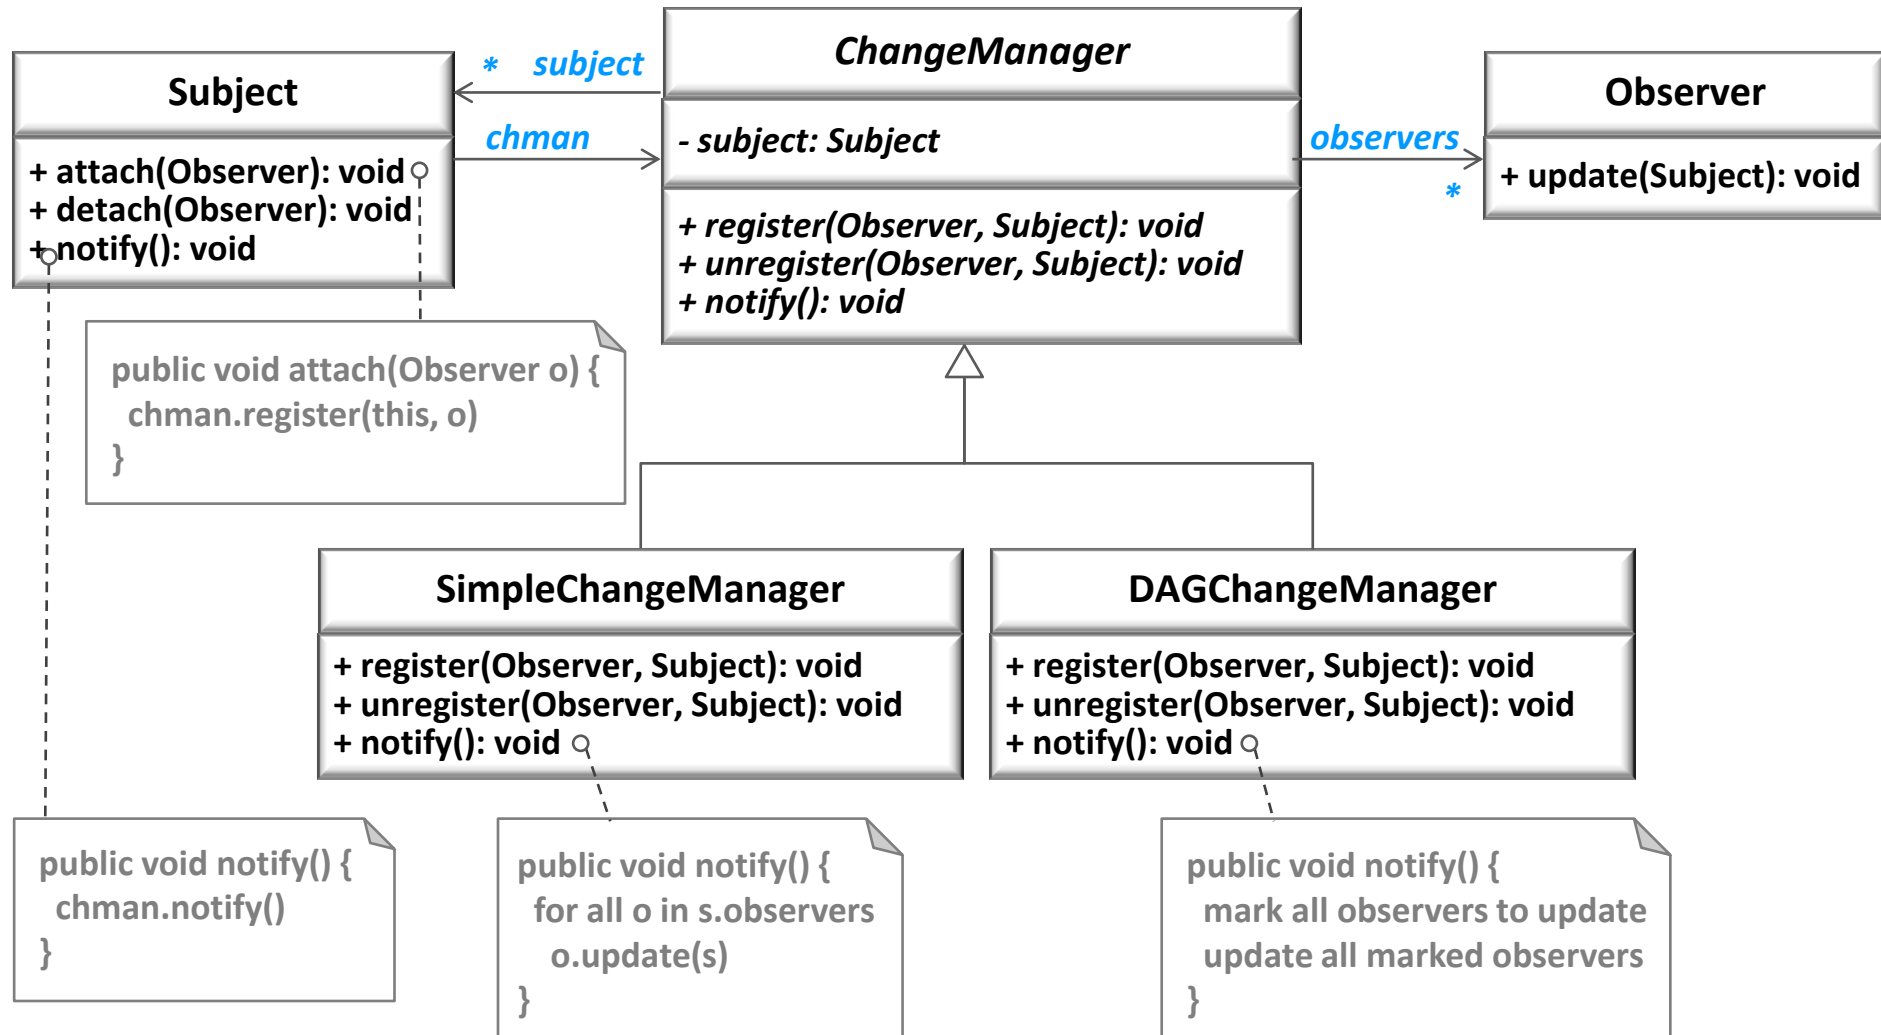 Subject
+ attach(Observer): void
+ detach(Observer): void
+ notify(): void
* subject
chman
ChangeManager
- subject: Subject
+ register(Observer, Subject): void
+ unregister(Observer, Subject): void
+ notify(): void
observers
*
Observer
+ update(Subject): void
public void attach(Observer o) {
chman.register(this, o)
}
SimpleChangeManager
+ register(Observer, Subject): void
+ unregister(Observer, Subject): void
+ notify(): void
DAGChangeManager
+ register(Observer, Subject): void
+ unregister(Observer, Subject): void
+ notify(): void
public void notify() {
chman.notify()
}
public void notify() {
for all o in s.observers
o.update(s)
}
public void notify() {
mark all observers to update
update all marked observers
}